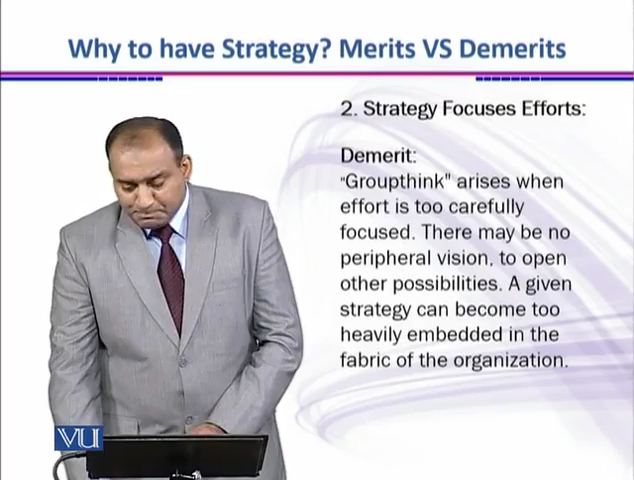 Why to have Strategy? Merits VS Demerits
2. Strategy Focuses Efforts:
Demerit:
“Groupthink" arises when
effort is too carefully
focused. There may be no
peripheral vision, to open
other possibilities. A given
strategy can become too
heavily embedded in the
fabric of the organization.
VU